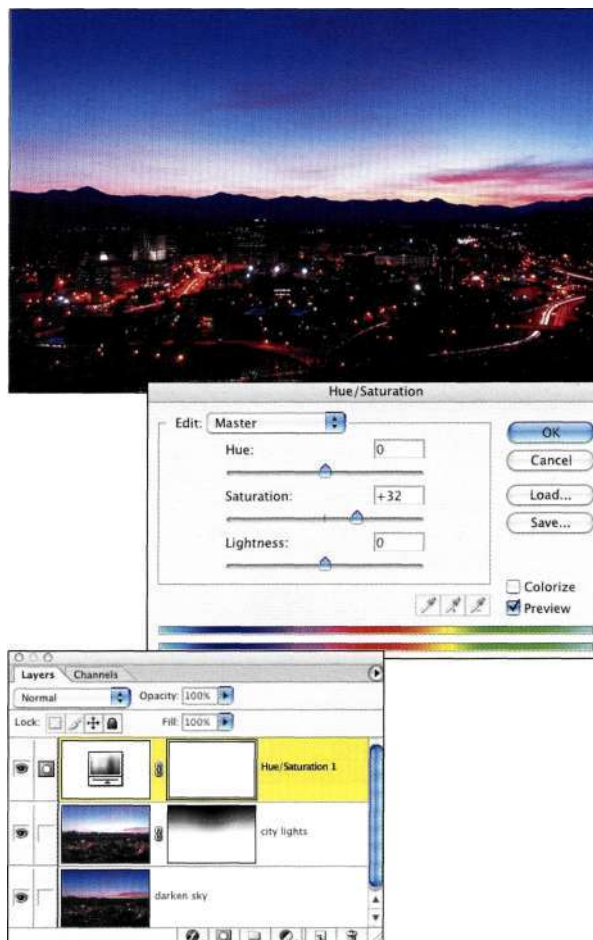 Hue/Saturation
Edit: Master
Hue: 0
Saturation: +32
Lightness: 0
OK
Cancel
Load...
Save...
Colorize
Preview
Layers Channels
Normal Opacity: 100%
Lock: Fill: 100%
Hue/Saturation 1
city lights
darken sky